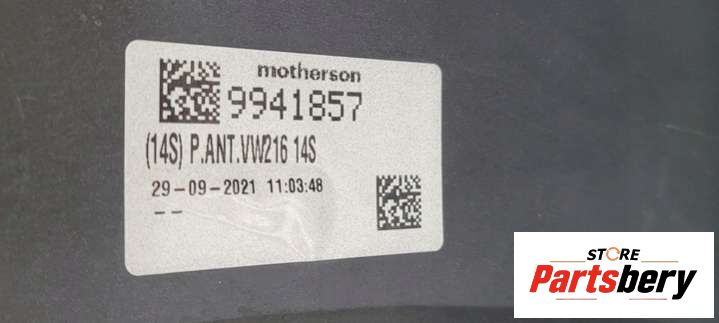 motherson
9941857
(14S) P.ANT.VW216 14S
29-09-2021 11:03:48
--
STORE
Partsbery